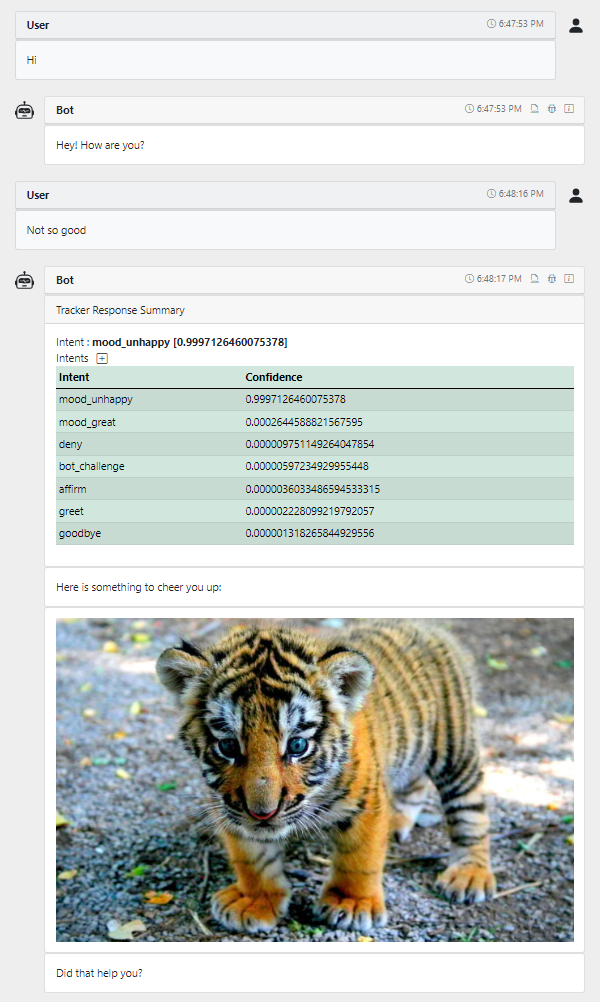 User 6:47:53 PM
Hi
Bot 6:47:53 PM
Hey! How are you?
User 6:48:16 PM
Not so good
Bot 6:48:17 PM
Tracker Response Summary
Intent : mood_unhappy [0.9997126460075378]
Intents
Intent Confidence
mood_unhappy 0.9997126460075378
mood_great 0.0002644588821567595
deny 0.000009751149264047854
bot_challenge 0.00000597234929955448
affirm 0.0000036033486594533315
greet 0.000002228099219792057
goodbye 0.000001318265844929556
Here is something to cheer you up:
Did that help you?